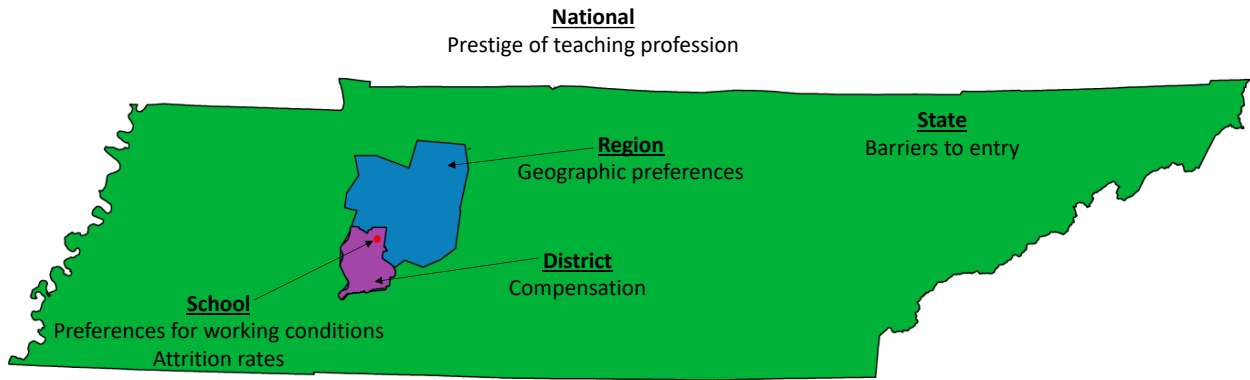 National
Prestige of teaching profession
State
Barriers to entry
Region
Geographic preferences
District
Compensation
School
Preferences for working conditions
Attrition rates